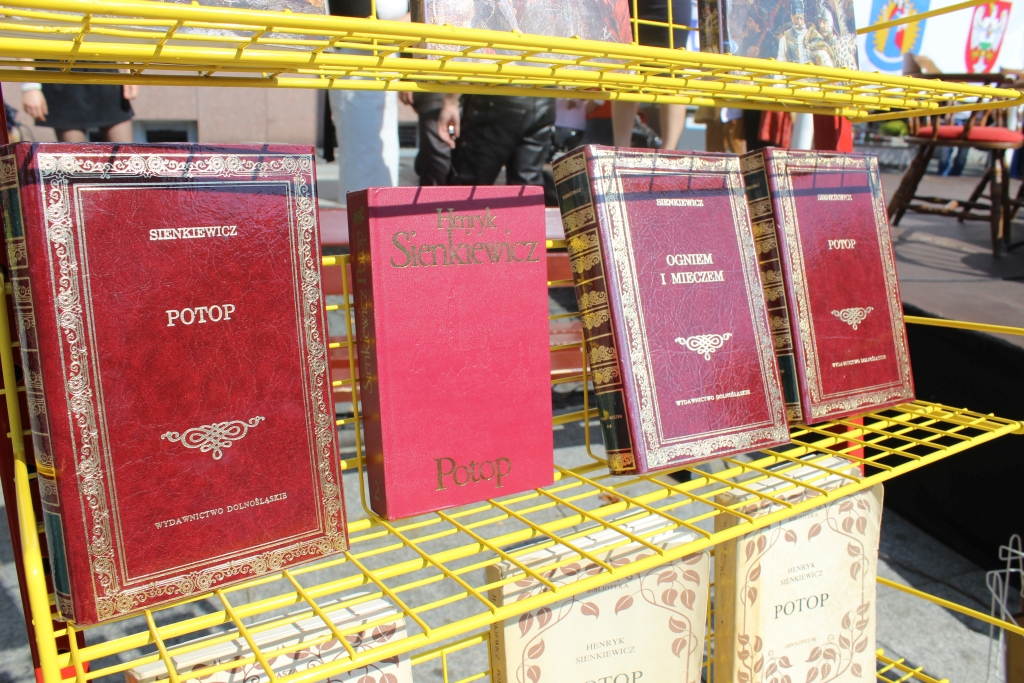 SIENKIEWICZ
POTOP
WYDAWNICTWO DOLNOŚLĄSKIE
Henryk
Sienkiewicz
Potop
SIENKIEWICZ
OGNIEM
I MIECZEM
WYDAWNICTWO DOLNOŚLĄSKIE
SIENKIEWICZ
POTOP
WYDAWNICTWO DOLNOŚLĄSKIE
HENRYK
SIENKIEWICZ
POTOP
HENRYK
SIENKIEWICZ
POTOP